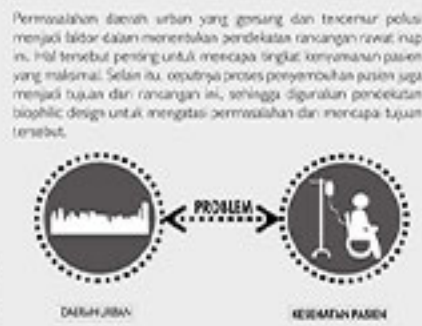 Permasalahan daerah urban yang gersang dan tercemar polusi
menjadi faktor dalam menentukan pendekatan rancangan rawat inap
ini. Hal tersebut penting untuk mencapai tingkat kenyamanan pasien
yang maksimal. Selain itu, cepatnya proses penyembuhan pasien juga
menjadi tujuan dari rancangan ini, sehingga digunakan pendekatan
biophilic design untuk mengatasi permasalahan dan mencapai tujuan
tersebut.
PROBLEM
DAERAH URBAN
KESEHATAN PASIEN